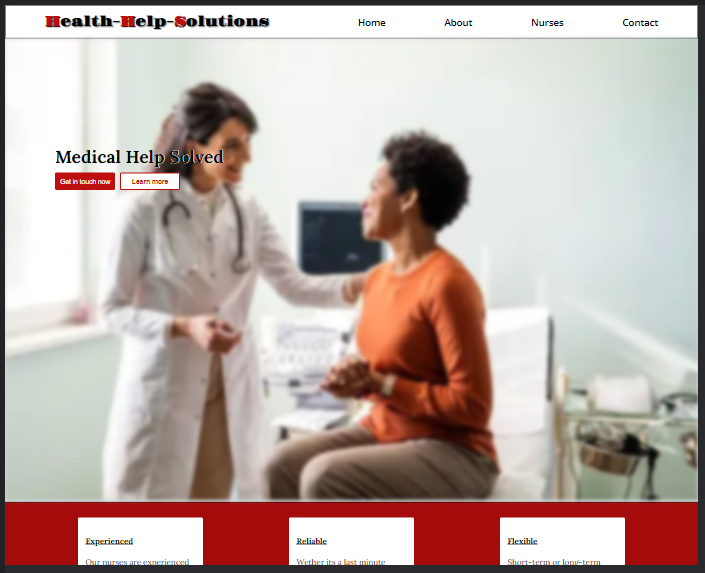 Health-Help-Solutions
Home About Nurses Contact
Medical Help Solved
Get in touch now Learn more
Experienced Reliable Flexible
Our nurses are experienced Wether its a last minute Short-term or long-term